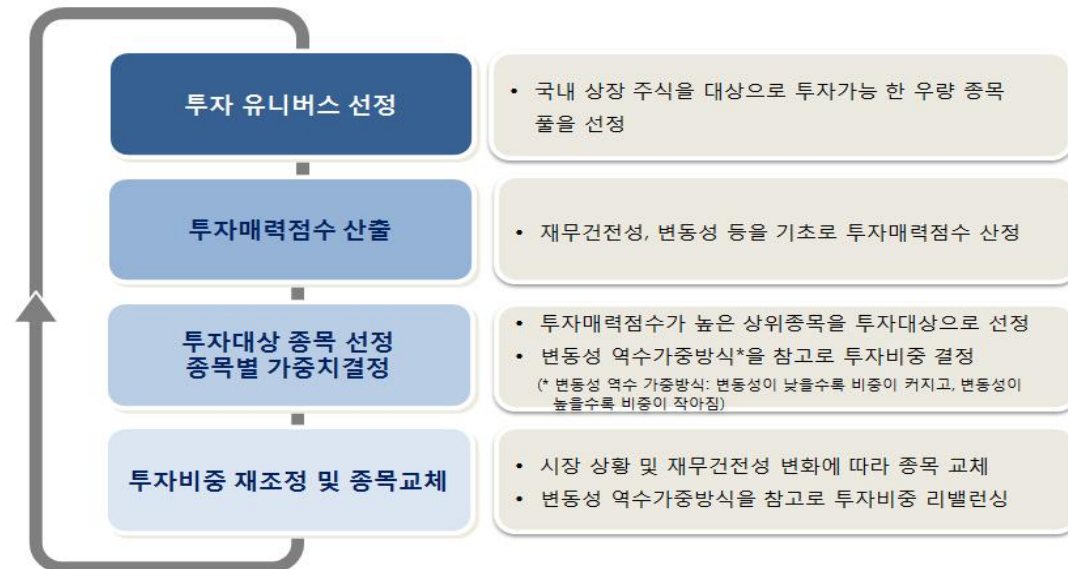 투자 유니버스 선정
• 국내 상장 주식을 대상으로 투자가능 한 우량 종목
풀을 선정
투자매력점수 산출
• 재무건전성, 변동성 등을 기초로 투자매력점수 산정
투자대상 종목 선정
종목별 가중치결정
• 투자매력점수가 높은 상위종목을 투자대상으로 선정
• 변동성 역수가중방식*을 참고로 투자비중 결정
(* 변동성 역수 가중방식: 변동성이 낮을수록 비중이 커지고, 변동성이
높을수록 비중이 작아짐)
투자비중 재조정 및 종목교체
• 시장 상황 및 재무건전성 변화에 따라 종목 교체
• 변동성 역수가중방식을 참고로 투자비중 리밸런싱